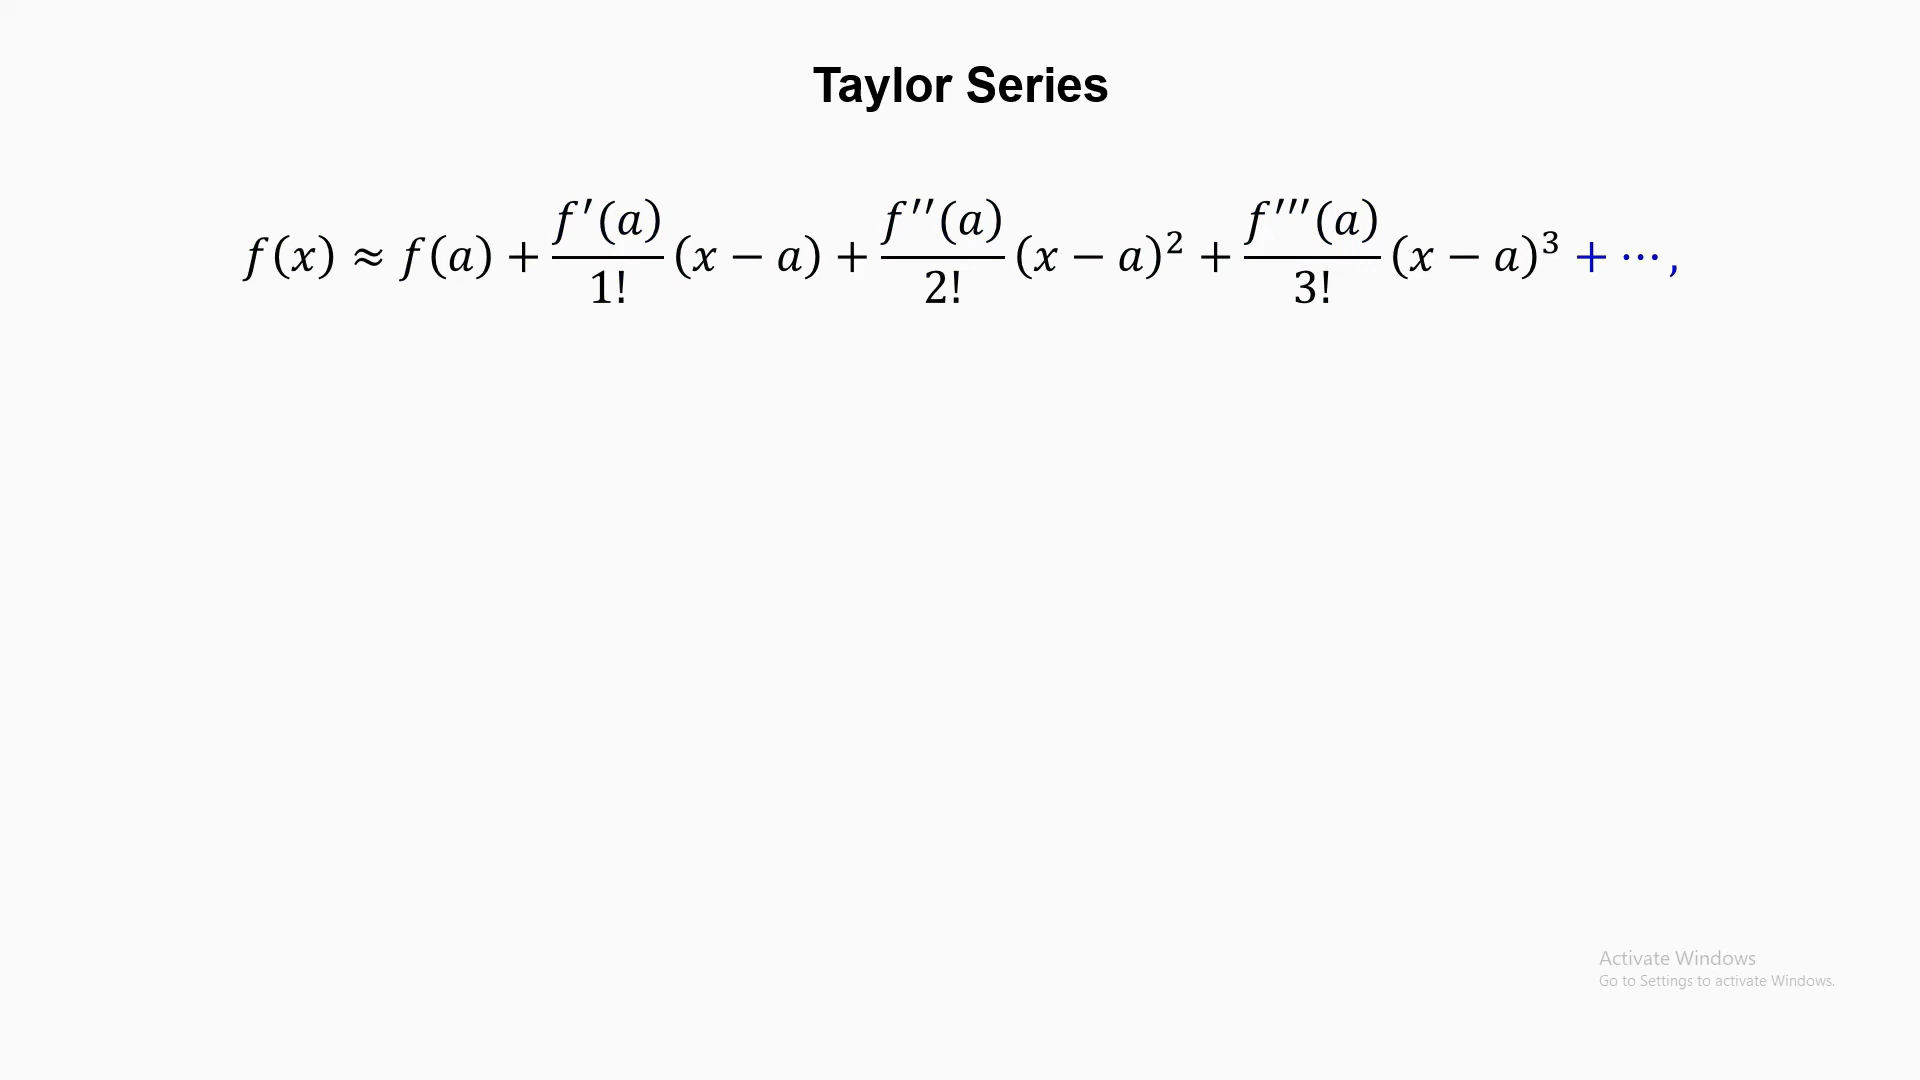 Taylor Series
f(x) ≈ f(a) + f′(a)/1! (x − a) + f′′(a)/2! (x − a)² + f′′′(a)/3! (x − a)³ + ⋯ ,
Activate Windows
Go to Settings to activate Windows.